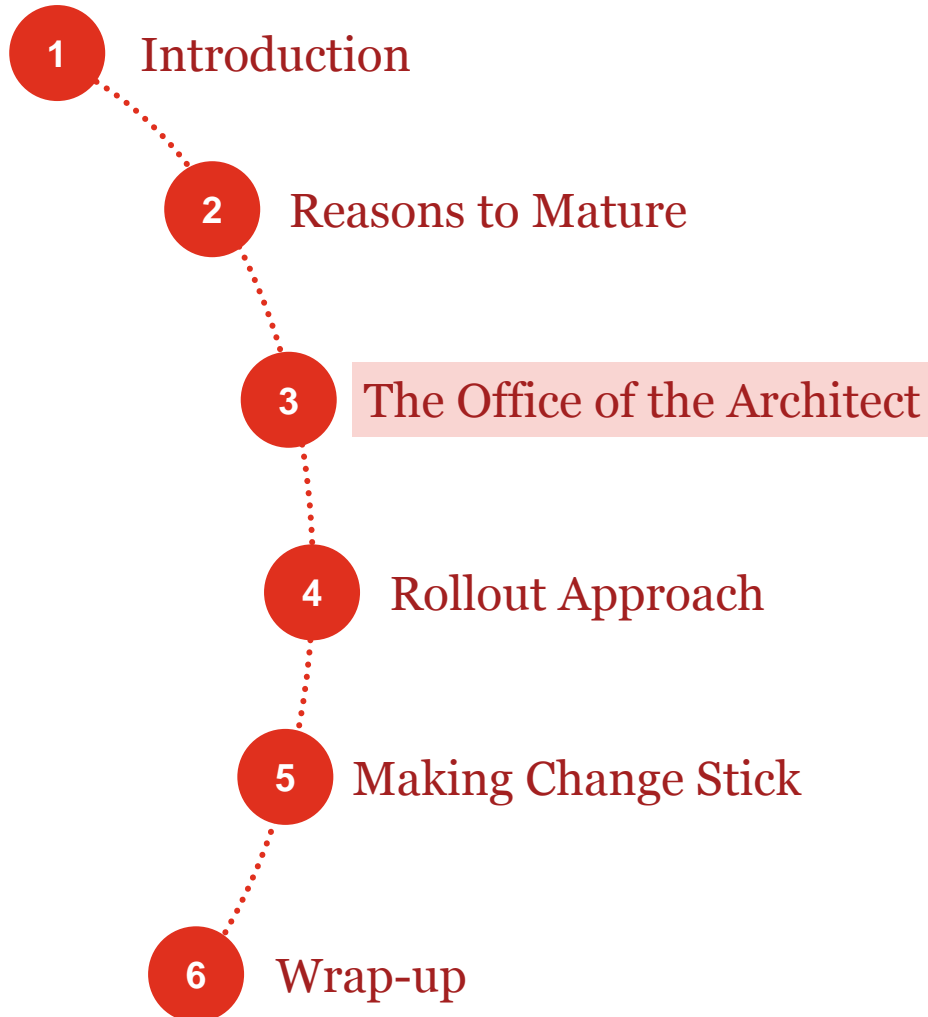 1 Introduction
2 Reasons to Mature
3 The Office of the Architect
4 Rollout Approach
5 Making Change Stick
6 Wrap-up